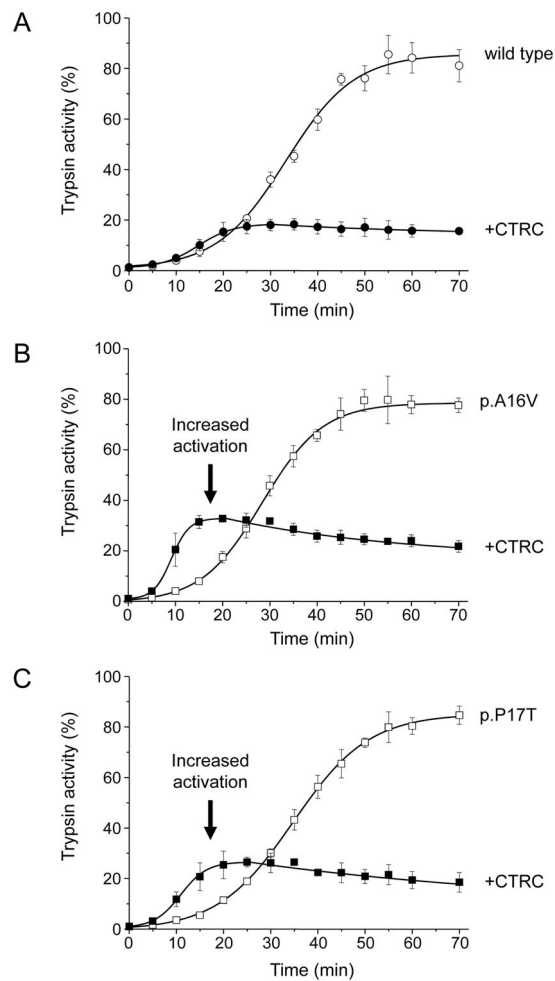 A
100
80
60
40
20
0
Trypsin activity (%)
wild type
+CTRC
0 10 20 30 40 50 60 70
Time (min)
B
100
80
60
40
20
0
Trypsin activity (%)
Increased
activation
p.A16V
+CTRC
0 10 20 30 40 50 60 70
Time (min)
C
100
80
60
40
20
0
Trypsin activity (%)
Increased
activation
p.P17T
+CTRC
0 10 20 30 40 50 60 70
Time (min)